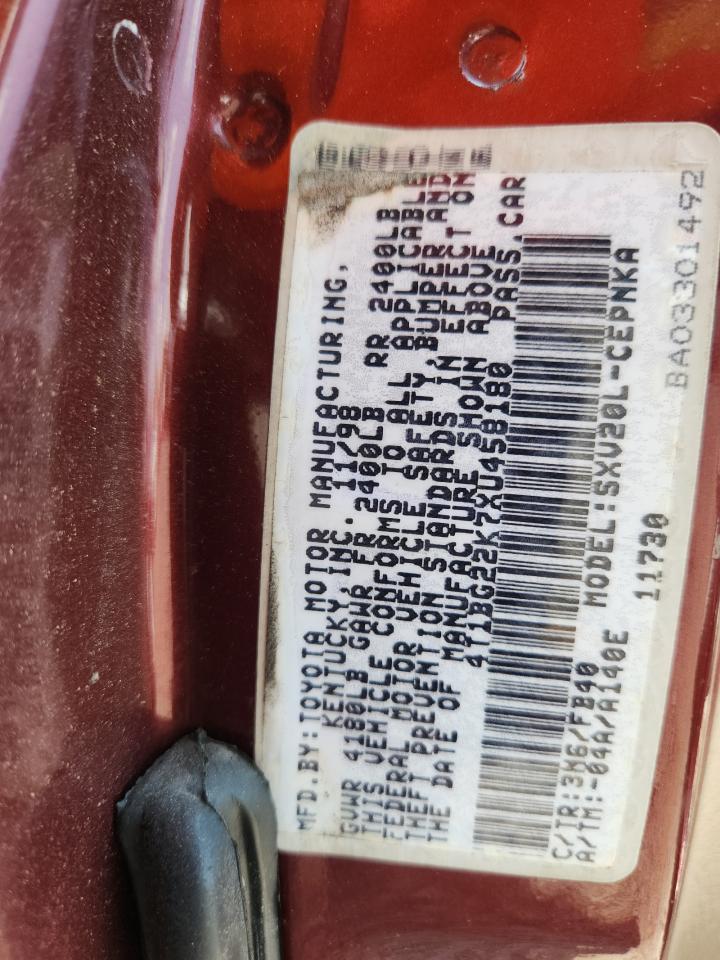 MFD.BY:TOYOTA MOTOR MANUFACTURING,
KENTUCKY,INC. 11/98
GVWR 4180LB GAWR FR 2400LB RR 2400LB
THIS VEHICLE CONFORMS TO ALL APPLICABLE
FEDERAL MOTOR VEHICLE SAFETY, BUMPER AND
THEFT PREVENTION STANDARDS IN EFFECT ON
THE DATE OF MANUFACTURE SHOWN ABOVE
4T1BG22K7XU458180 PASS.CAR
C/TR:3M6/FB40 MODEL:SXV20L-CEPNKA
A/TM:-04A/A140E 11730
BA03301492